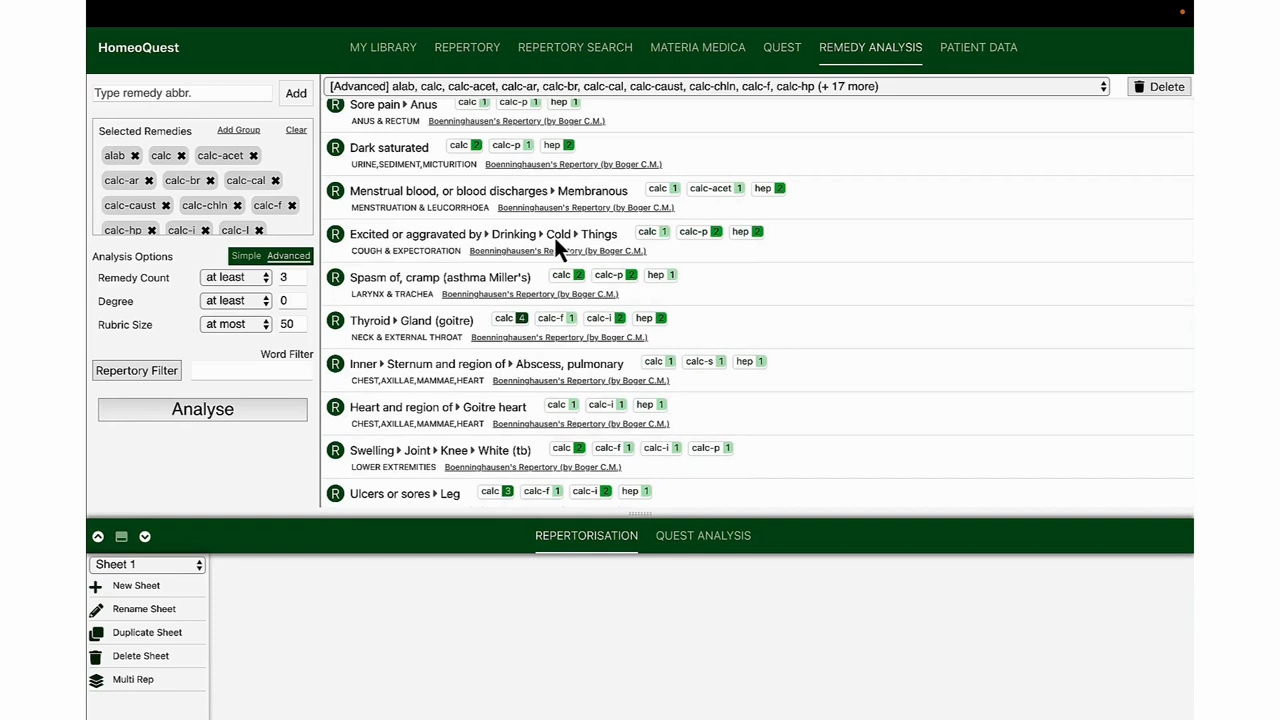 HomeoQuest
MY LIBRARY REPERTORY REPERTORY SEARCH MATERIA MEDICA QUEST REMEDY ANALYSIS PATIENT DATA
Type remedy abbr. Add
[Advanced] alab, calc, calc-acet, calc-ar, calc-br, calc-cal, calc-caust, calc-chln, calc-f, calc-hp (+ 17 more) Delete
Selected Remedies Add Group Clear
alab ✖ calc ✖ calc-acet ✖
calc-ar ✖ calc-br ✖ calc-cal ✖
calc-caust ✖ calc-chln ✖ calc-f ✖
calc-hp ✖ calc-i ✖ calc-l ✖
Analysis Options Simple Advanced
Remedy Count at least 3
Degree at least 0
Rubric Size at most 50
Word Filter
Repertory Filter
Analyse
R Sore pain Anus calc 1 calc-p 1 hep 1
ANUS & RECTUM Boenninghausen's Repertory (by Boger C.M.)
R Dark saturated calc 2 calc-p 1 hep 2
URINE,SEDIMENT,MICTURITION Boenninghausen's Repertory (by Boger C.M.)
R Menstrual blood, or blood discharges Membranous calc 1 calc-acet 1 hep 2
MENSTRUATION & LEUCORRHOEA Boenninghausen's Repertory (by Boger C.M.)
R Excited or aggravated by Drinking Cold Things calc 1 calc-p 2 hep 2
COUGH & EXPECTORATION Boenninghausen's Repertory (by Boger C.M.)
R Spasm of, cramp (asthma Miller's) calc 2 calc-p 2 hep 1
LARYNX & TRACHEA Boenninghausen's Repertory (by Boger C.M.)
R Thyroid Gland (goitre) calc 4 calc-f 1 calc-i 2 hep 2
NECK & EXTERNAL THROAT Boenninghausen's Repertory (by Boger C.M.)
R Inner Sternum and region of Abscess, pulmonary calc 1 calc-s 1 hep 1
CHEST,AXILLAE,MAMMAE,HEART Boenninghausen's Repertory (by Boger C.M.)
R Heart and region of Goitre heart calc 1 calc-i 1 hep 1
CHEST,AXILLAE,MAMMAE,HEART Boenninghausen's Repertory (by Boger C.M.)
R Swelling Joint Knee White (tb) calc 2 calc-f 1 calc-i 1 calc-p 1
LOWER EXTREMITIES Boenninghausen's Repertory (by Boger C.M.)
R Ulcers or sores Leg calc 3 calc-f 1 calc-i 2 hep 1
REPERTORISATION QUEST ANALYSIS
Sheet 1
New Sheet
Rename Sheet
Duplicate Sheet
Delete Sheet
Multi Rep